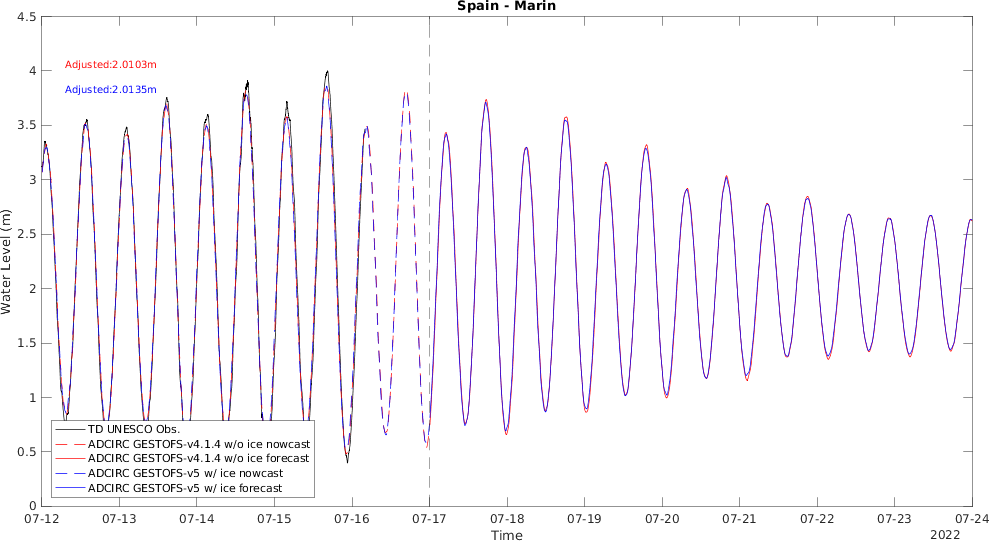 Spain - Marin
4.5
4
3.5
3
2.5
2
1.5
1
0.5
0
Water Level (m)
Adjusted:2.0103m
Adjusted:2.0135m
TD UNESCO Obs.
ADCIRC GESTOFS-v4.1.4 w/o ice nowcast
ADCIRC GESTOFS-v4.1.4 w/o ice forecast
ADCIRC GESTOFS-v5 w/ ice nowcast
ADCIRC GESTOFS-v5 w/ ice forecast
07-12 07-13 07-14 07-15 07-16 07-17 07-18 07-19 07-20 07-21 07-22 07-23 07-24
Time
2022